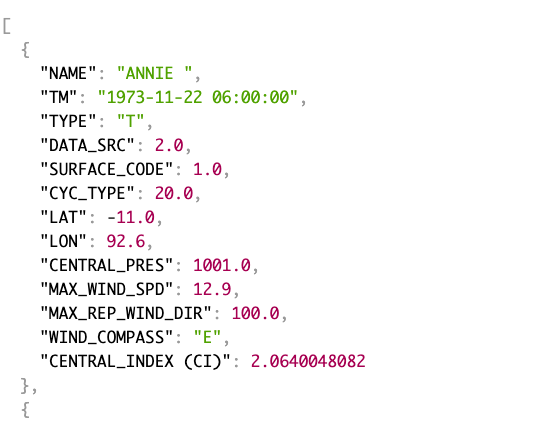 [
{
"NAME": "ANNIE ",
"TM": "1973-11-22 06:00:00",
"TYPE": "T",
"DATA_SRC": 2.0,
"SURFACE_CODE": 1.0,
"CYC_TYPE": 20.0,
"LAT": -11.0,
"LON": 92.6,
"CENTRAL_PRES": 1001.0,
"MAX_WIND_SPD": 12.9,
"MAX_REP_WIND_DIR": 100.0,
"WIND_COMPASS": "E",
"CENTRAL_INDEX (CI)": 2.0640048082
},
{